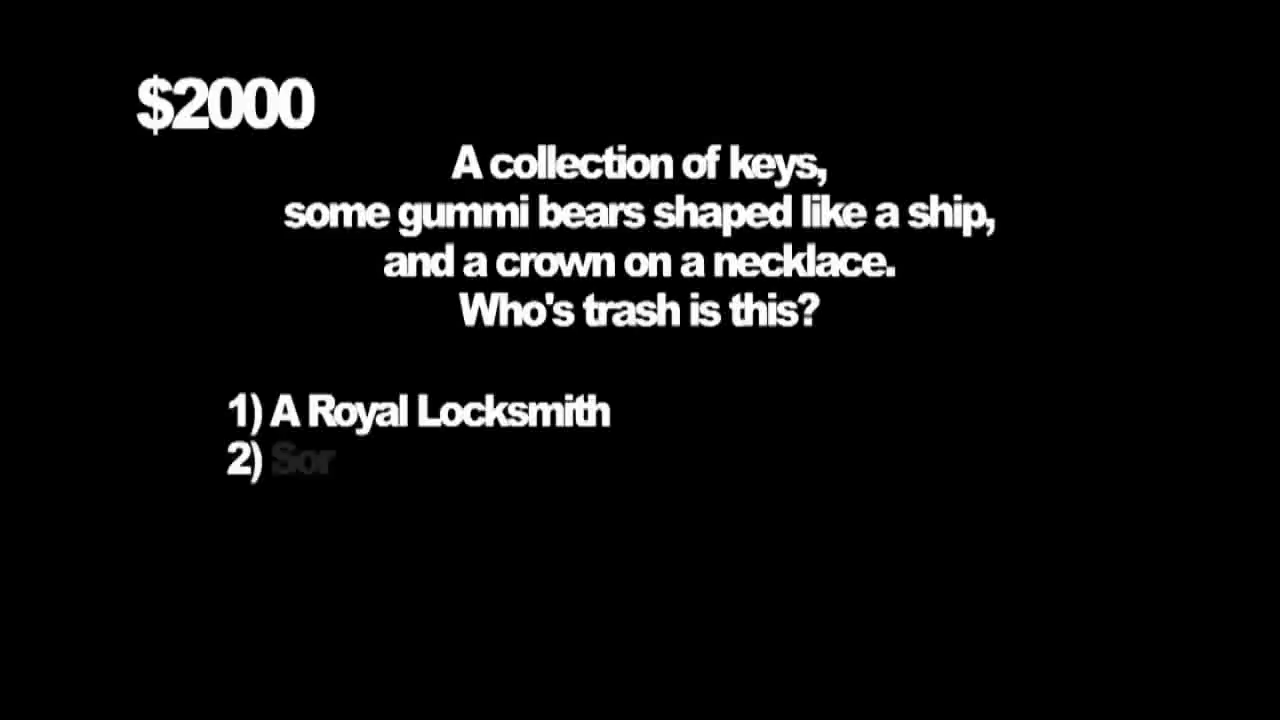 $2000
A collection of keys,
some gummi bears shaped like a ship,
and a crown on a necklace.
Who's trash is this?
1) A Royal Locksmith
2) Sor